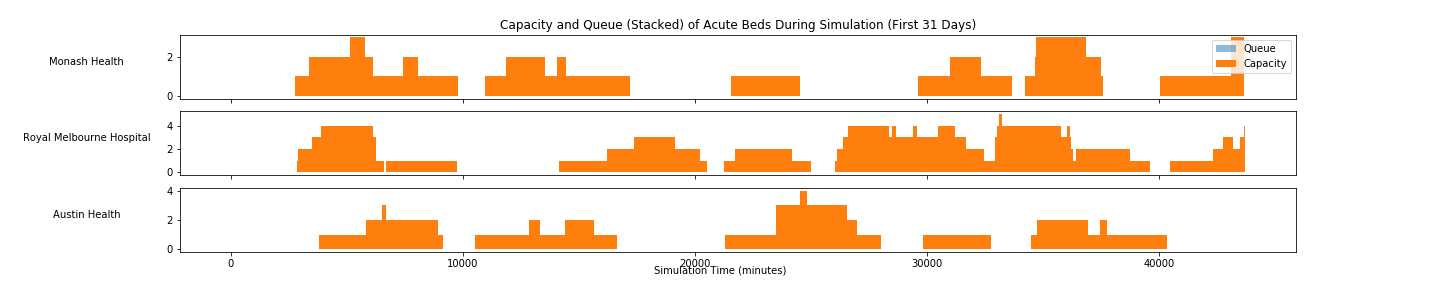 Capacity and Queue (Stacked) of Acute Beds During Simulation (First 31 Days)
Monash Health
2
0
Queue
Capacity
Royal Melbourne Hospital
4
2
0
Austin Health
4
2
0
0 10000 20000 30000 40000
Simulation Time (minutes)